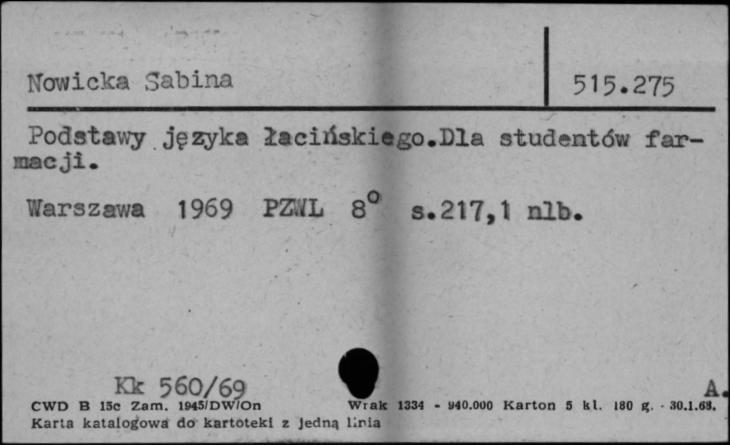 Nowicka Sabina 515.275
Podstawy języka łacińskiego.Dla studentów far-
macji.
Warszawa 1969 PZWL 8° s.217,1 nlb.
Kk 560/69 A.
CWD B 15c Zam. 1945/DW/On Wrak 1334 - 940.000 Karton 5 kl. 180 g. - 30.1.68.
Karta katalogowa do kartoteki z jedną linia